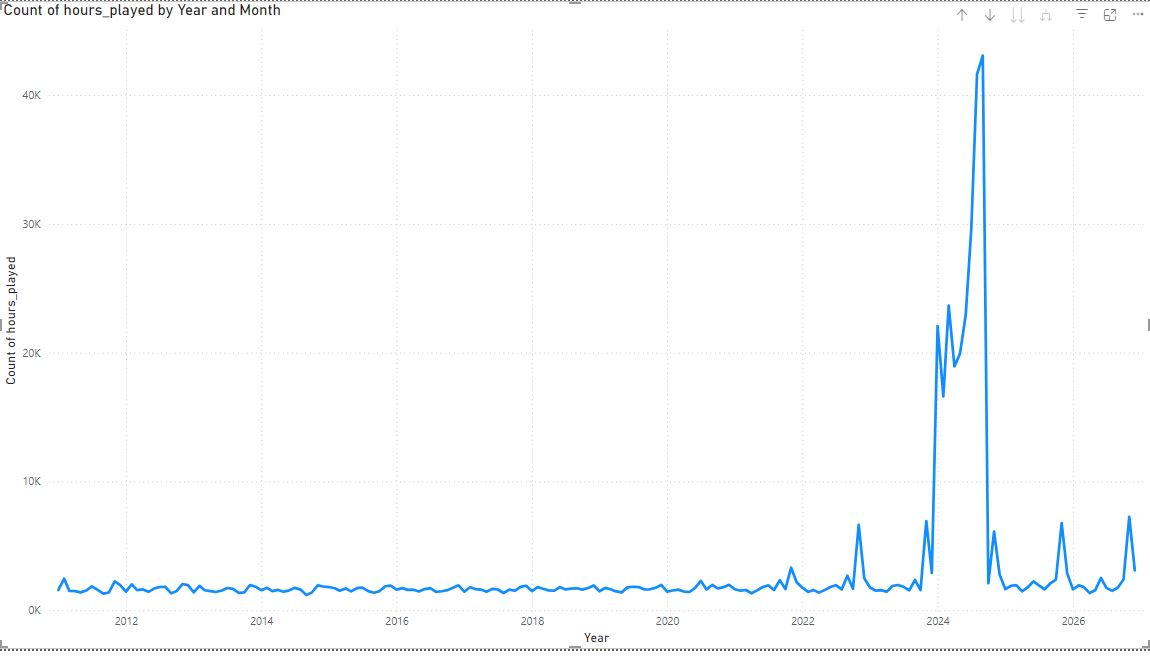 Count of hours_played by Year and Month
40K
30K
20K
10K
0K
Count of hours_played
2012 2014 2016 2018 2020 2022 2024 2026
Year